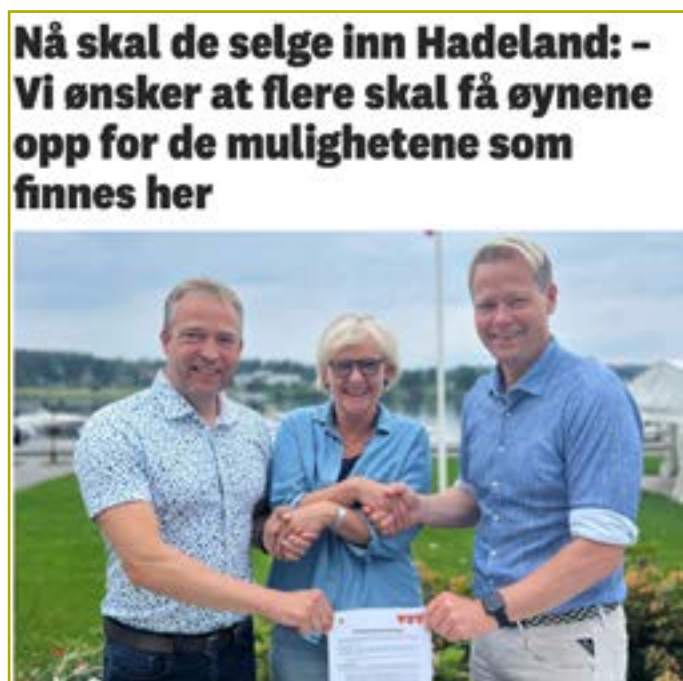 Nå skal de selge inn Hadeland: –
Vi ønsker at flere skal få øynene
opp for de mulighetene som
finnes her